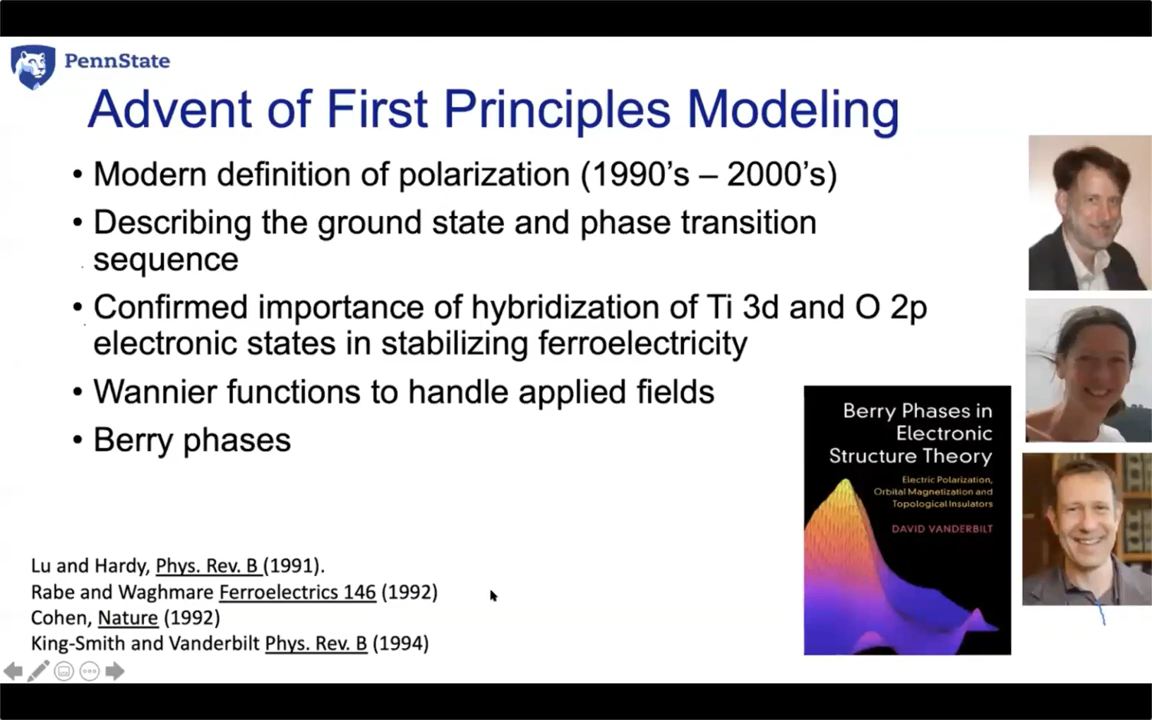 PennState
Advent of First Principles Modeling
• Modern definition of polarization (1990's – 2000's)
• Describing the ground state and phase transition
sequence
• Confirmed importance of hybridization of Ti 3d and O 2p
electronic states in stabilizing ferroelectricity
• Wannier functions to handle applied fields
• Berry phases
Berry Phases in
Electronic
Structure Theory
Electric Polarization,
Orbital Magnetization and
Topological Insulators
DAVID VANDERBILT
Lu and Hardy, Phys. Rev. B (1991).
Rabe and Waghmare Ferroelectrics 146 (1992)
Cohen, Nature (1992)
King-Smith and Vanderbilt Phys. Rev. B (1994)